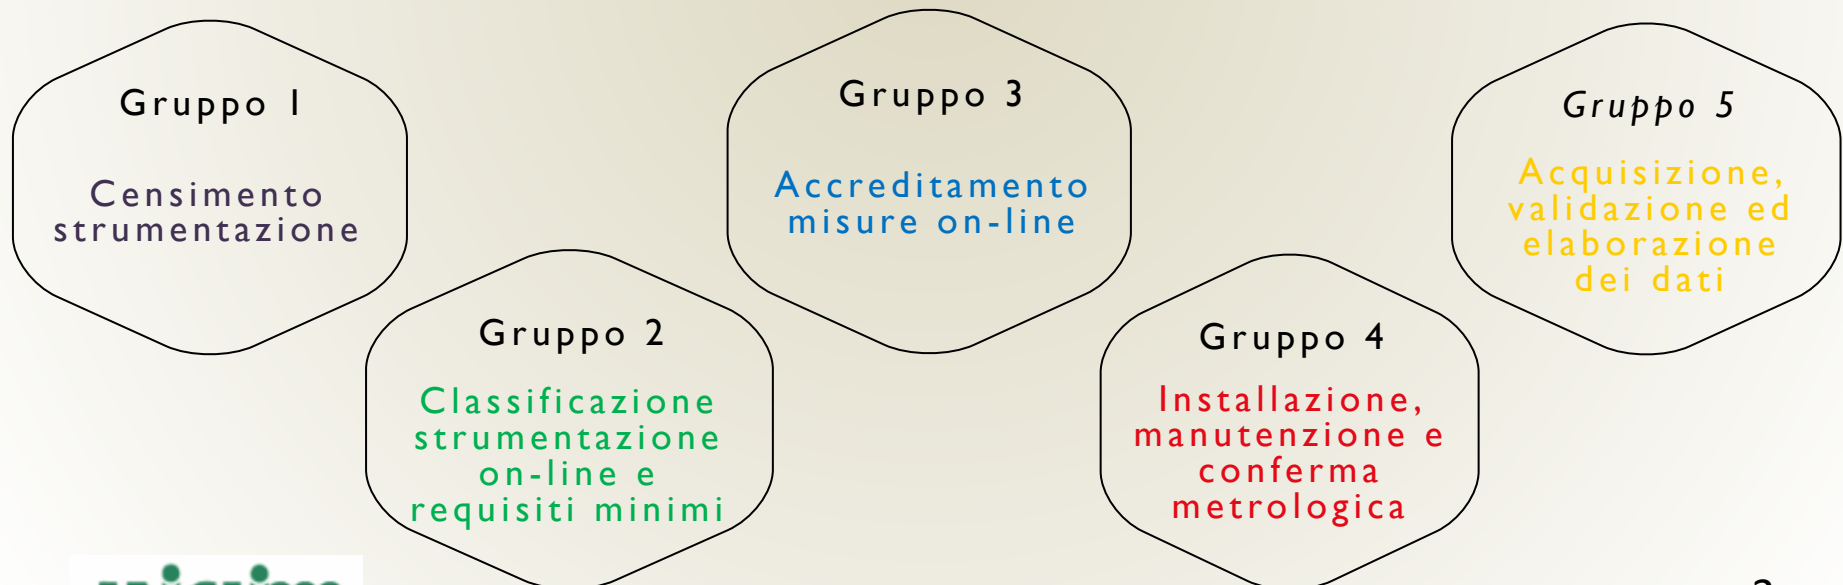 Gruppo 1
Censimento
strumentazione
Gruppo 2
Classificazione
strumentazione
on-line e
requisiti minimi
Gruppo 3
Accreditamento
misure on-line
Gruppo 4
Installazione,
manutenzione e
conferma
metrologica
Gruppo 5
Acquisizione,
validazione ed
elaborazione
dei dati